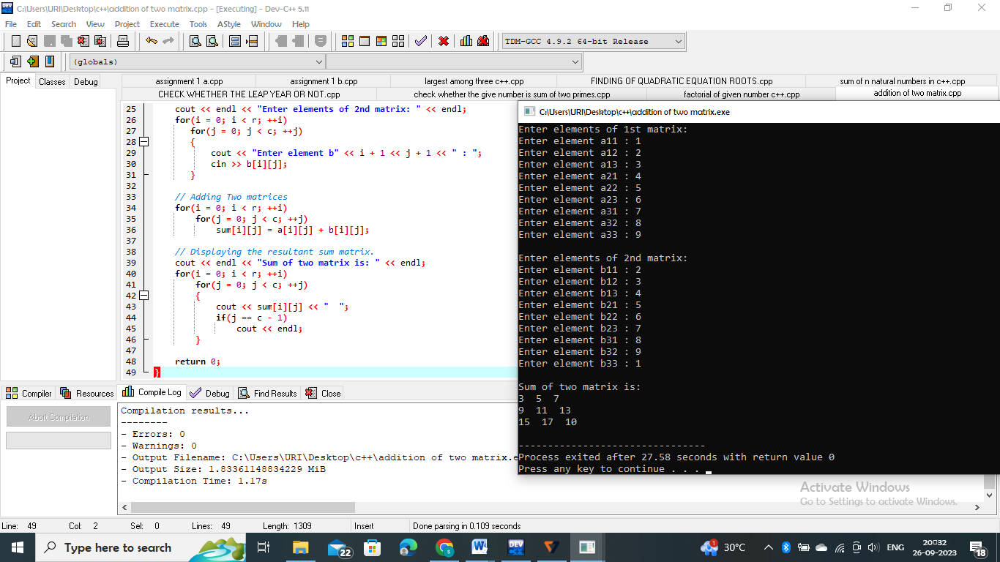 C:\Users\URI\Desktop\c++\addition of two matrix.cpp - [Executing] - Dev-C++ 5.11
File Edit Search View Project Execute Tools AStyle Window Help
TDM-GCC 4.9.2 64-bit Release
(globals)
Project Classes Debug
assignment 1 a.cpp assignment 1 b.cpp largest among three c++.cpp FINDING OF QUADRATIC EQUATION ROOTS.cpp sum of n natural numbers in c++.cpp
CHECK WHETHER THE LEAP YEAR OR NOT.cpp check whether the give number is sum of two primes.cpp factorial of given number c++.cpp addition of two matrix.cpp
25 cout << endl << "Enter elements of 2nd matrix: " << endl;
26 for(i = 0; i < r; ++i)
27 for(j = 0; j < c; ++j)
28 {
29 cout << "Enter element b" << i + 1 << j + 1 << " : ";
30 cin >> b[i][j];
31 }
32
33 // Adding Two matrices
34 for(i = 0; i < r; ++i)
35 for(j = 0; j < c; ++j)
36 sum[i][j] = a[i][j] + b[i][j];
37
38 // Displaying the resultant sum matrix.
39 cout << endl << "Sum of two matrix is: " << endl;
40 for(i = 0; i < r; ++i)
41 for(j = 0; j < c; ++j)
42 {
43 cout << sum[i][j] << "  ";
44 if(j == c - 1)
45 cout << endl;
46 }
47
48 return 0;
49 }
C:\Users\URI\Desktop\c++\addition of two matrix.exe
Enter elements of 1st matrix:
Enter element a11 : 1
Enter element a12 : 2
Enter element a13 : 3
Enter element a21 : 4
Enter element a22 : 5
Enter element a23 : 6
Enter element a31 : 7
Enter element a32 : 8
Enter element a33 : 9
Enter elements of 2nd matrix:
Enter element b11 : 2
Enter element b12 : 3
Enter element b13 : 4
Enter element b21 : 5
Enter element b22 : 6
Enter element b23 : 7
Enter element b31 : 8
Enter element b32 : 9
Enter element b33 : 1
Sum of two matrix is:
3  5  7
9  11  13
15  17  10
--------------------------------
Process exited after 27.58 seconds with return value 0
Press any key to continue . . .
Compiler Resources Compile Log Debug Find Results Close
Abort Compilation
Compilation results...
--------
- Errors: 0
- Warnings: 0
- Output Filename: C:\Users\URI\Desktop\c++\addition of two matrix.e
- Output Size: 1.83361148834229 MiB
- Compilation Time: 1.17s
Activate Windows
Go to Settings to activate Windows.
Line: 49 Col: 2 Sel: 0 Lines: 49 Length: 1309 Insert Done parsing in 0.109 seconds
Type here to search 22 DEV 1 30°C ENG 20:32
26-09-2023 18